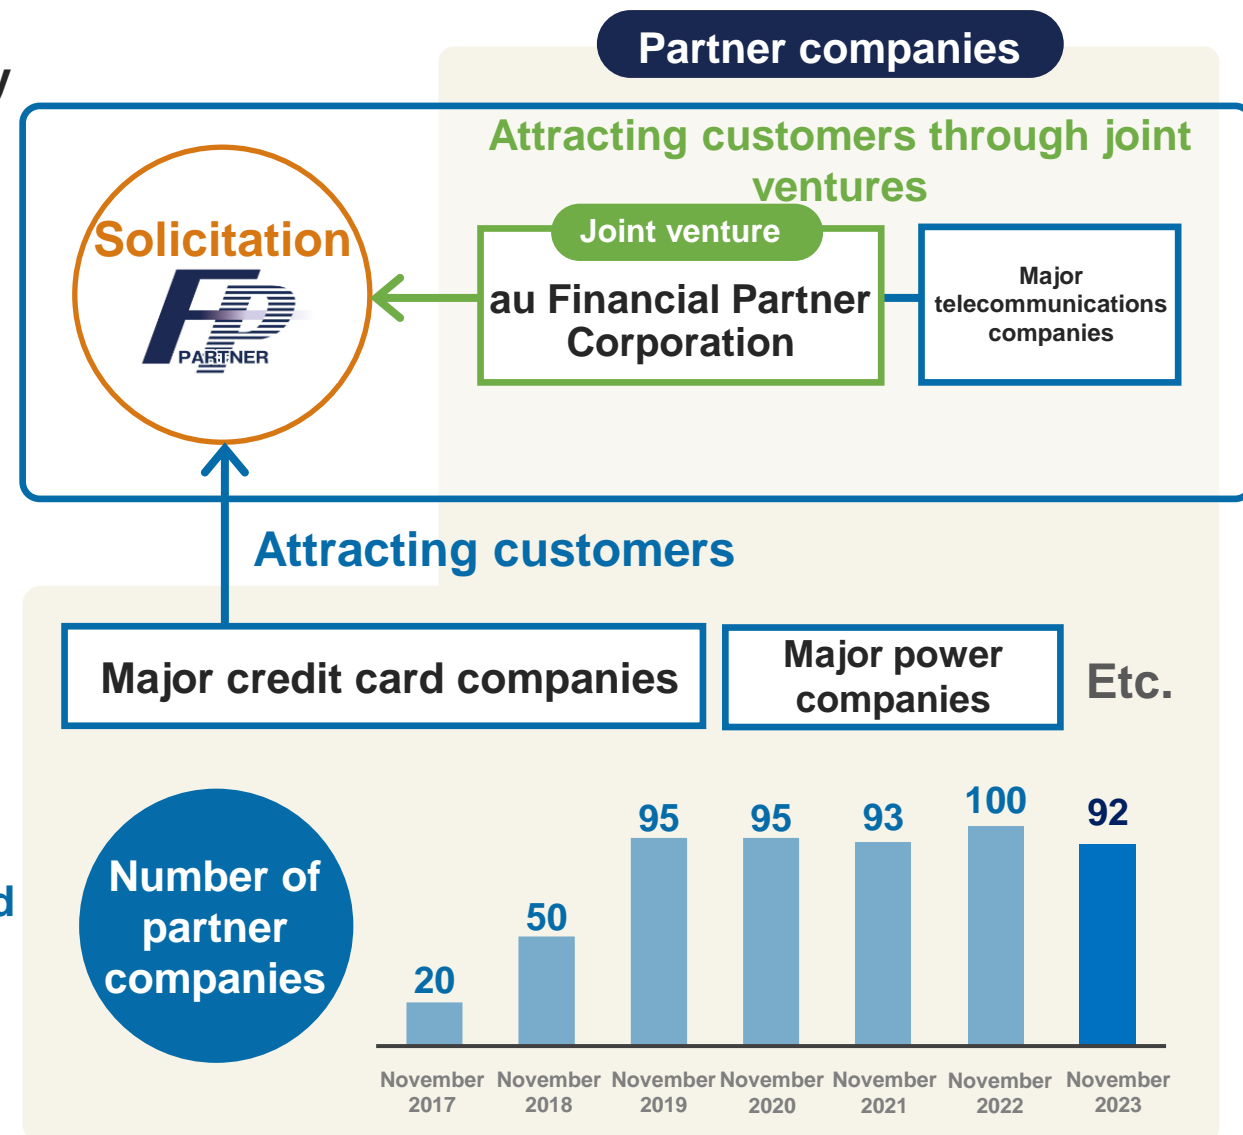 Partner companies
y
Attracting customers through joint
ventures
Solicitation
FP
PARTNER
Joint venture
au Financial Partner
Corporation
Major
telecommunications
companies
Attracting customers
Major credit card companies
Major power
companies
Etc.
Number of
partner
companies
d
20
50
95
95
93
100
92
November
2017
November
2018
November
2019
November
2020
November
2021
November
2022
November
2023